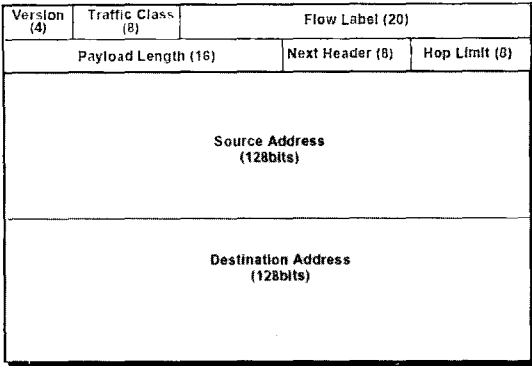 Version (4) Traffic Class (8) Flow Label (20)
Payload Length (16) Next Header (8) Hop Limit (8)
Source Address
(128bits)
Destination Address
(128bits)